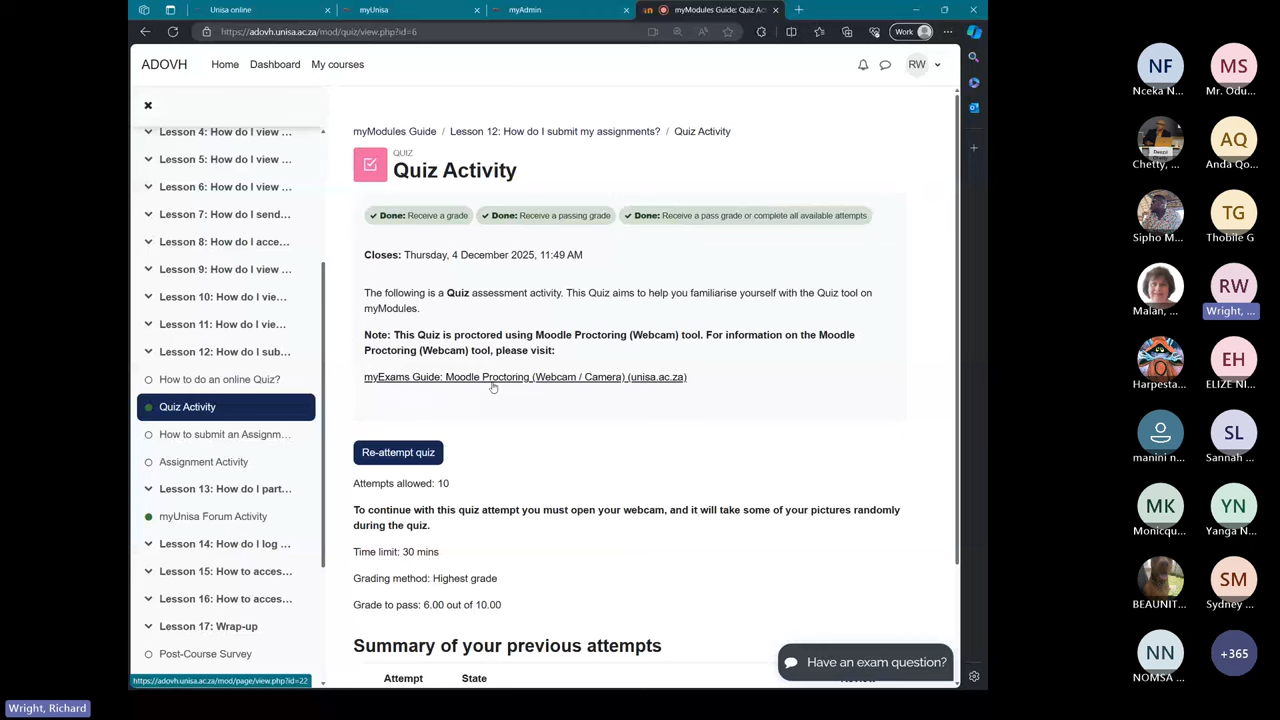 Unisa online
myUnisa
myAdmin
myModules Guide: Quiz Ac
https://adovh.unisa.ac.za/mod/quiz/view.php?id=6
Work
ADOVH
Home
Dashboard
My courses
RW
Lesson 4: How do I view ...
Lesson 5: How do I view ...
Lesson 6: How do I view ...
Lesson 7: How do I send...
Lesson 8: How do I acce...
Lesson 9: How do I view ...
Lesson 10: How do I vie...
Lesson 11: How do I vie...
Lesson 12: How do I sub...
How to do an online Quiz?
Quiz Activity
How to submit an Assignm...
Assignment Activity
Lesson 13: How do I part...
myUnisa Forum Activity
Lesson 14: How do I log ...
Lesson 15: How to acces...
Lesson 16: How to acces...
Lesson 17: Wrap-up
Post-Course Survey
https://adovh.unisa.ac.za/mod/page/view.php?id=22
myModules Guide / Lesson 12: How do I submit my assignments? / Quiz Activity
QUIZ
Quiz Activity
Done: Receive a grade
Done: Receive a passing grade
Done: Receive a pass grade or complete all available attempts
Closes: Thursday, 4 December 2025, 11:49 AM
The following is a Quiz assessment activity. This Quiz aims to help you familiarise yourself with the Quiz tool on
myModules.
Note: This Quiz is proctored using Moodle Proctoring (Webcam) tool. For information on the Moodle
Proctoring (Webcam) tool, please visit:
myExams Guide: Moodle Proctoring (Webcam / Camera) (unisa.ac.za)
Re-attempt quiz
Attempts allowed: 10
To continue with this quiz attempt you must open your webcam, and it will take some of your pictures randomly
during the quiz.
Time limit: 30 mins
Grading method: Highest grade
Grade to pass: 6.00 out of 10.00
Summary of your previous attempts
Attempt
State
Have an exam question?
NF
Nceka N...
MS
Mr. Odu...
Chetty, ...
AQ
Anda Qo...
Sipho M...
TG
Thobile G
Malan, ...
RW
Wright, ...
Harpesta...
EH
ELIZE NI...
manini n...
SL
Sannah ...
MK
Monicqu...
YN
Yanga N...
BEAUNIT...
SM
Sydney ...
NN
NOMSA ...
+365
Wright, Richard